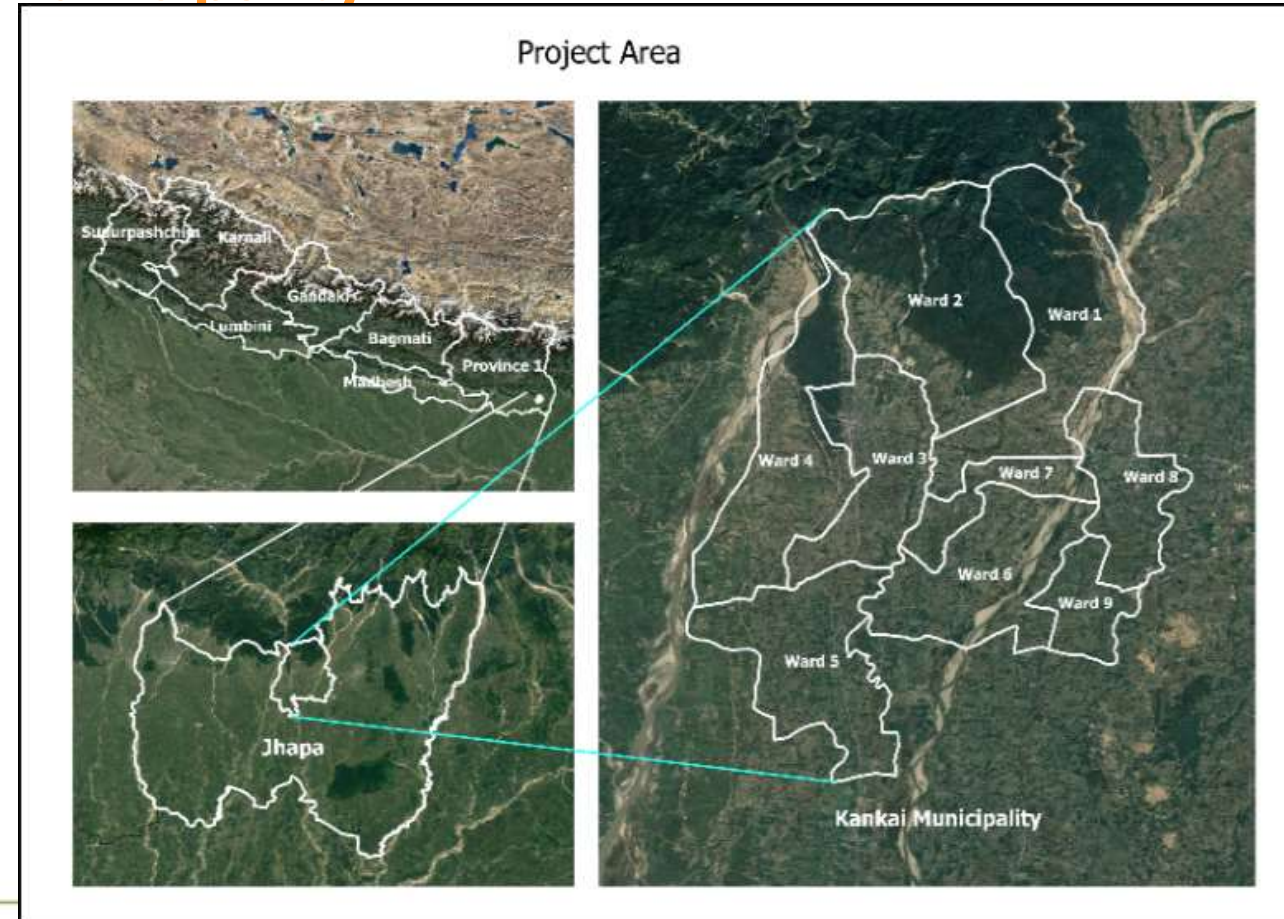 Project Area
Sudurpashchim
Karnali
Gandaki
Lumbini
Bagmati
Madhesh
Province 1
Jhapa
Ward 2
Ward 1
Ward 4
Ward 3
Ward 7
Ward 8
Ward 6
Ward 9
Ward 5
Kankai Municipality